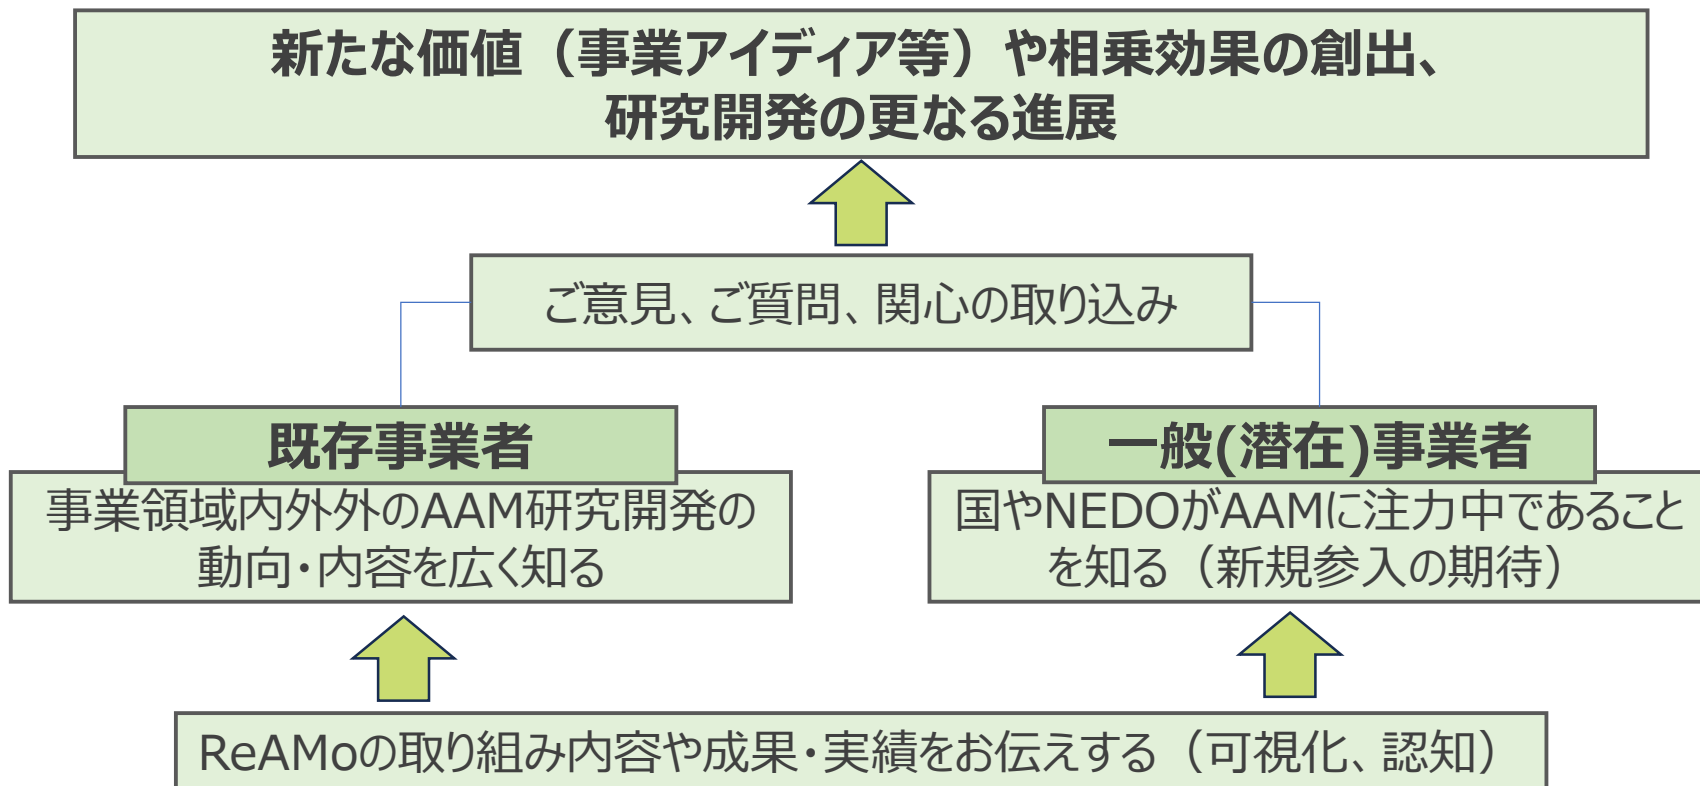 新たな価値（事業アイディア等）や相乗効果の創出、
研究開発の更なる進展
ご意見、ご質問、関心の取り込み
既存事業者
事業領域内外外のAAM研究開発の
動向・内容を広く知る
一般(潜在)事業者
国やNEDOがAAMに注力中であること
を知る（新規参入の期待）
ReAMoの取り組み内容や成果・実績をお伝えする（可視化、認知）